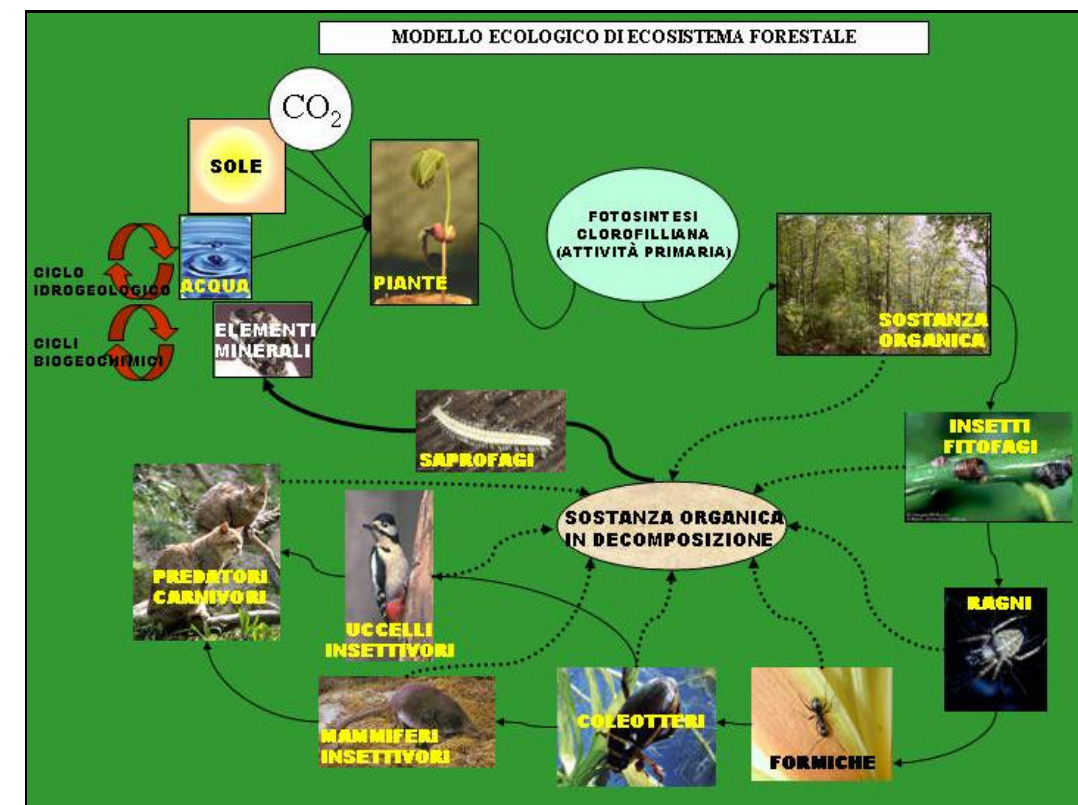 MODELLO ECOLOGICO DI ECOSISTEMA FORESTALE
CO2
SOLE
ACQUA
CICLO
IDROGEOLOGICO
ELEMENTI
MINERALI
CICLI
BIOGEOCHIMICI
PIANTE
FOTOSINTESI
CLOROFILLIANA
(ATTIVITÀ PRIMARIA)
SOSTANZA
ORGANICA
INSETTI
FITOFAGI
SAPROFAGI
SOSTANZA ORGANICA
IN DECOMPOSIZIONE
PREDATORI
CARNIVORI
UCCELLI
INSETTIVORI
RAGNI
MAMMIFERI
INSETTIVORI
COLEOTTERI
FORMICHE